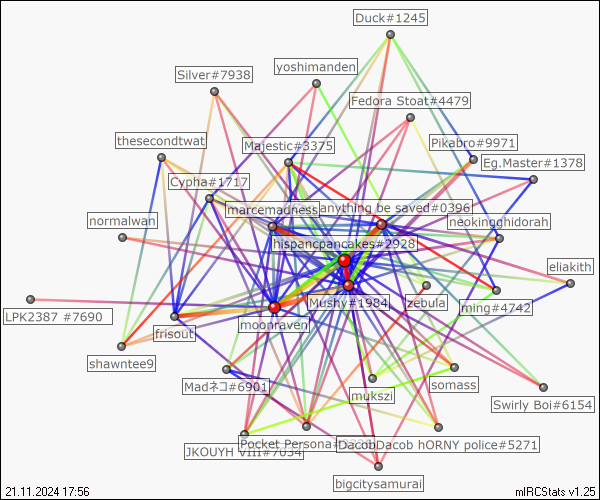 Duck#1245
yoshimanden
Silver#7938
Fedora Stoat#4479
thesecondtwat
Majestic#3375
Pikabro#9971
Eg.Master#1378
Cypha#1717
marcemadness
anything be saved#0396
normalwan
neokingghidorah
hispanicpancakes#2928
eliakith
Mushy#1984
zebula
ming#4742
LPK2387 #7690
moonraven
frisout
shawntee9
Madネコ#6901
mukszi
somass
Swirly Boi#6154
JKOUYH VIII#7034
Pocket Persona#
DacobDacob hORNY police#5271
bigcitysamurai
21.11.2024 17:56
mIRCStats v1.25